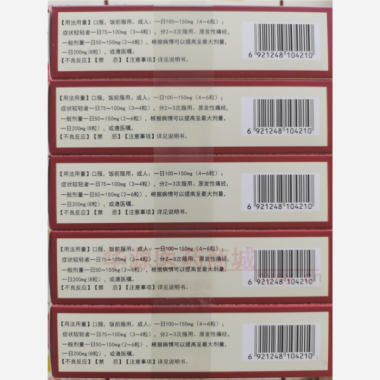 【用法用量】口服，饭前服用，成人：一日100~150mg（4~6粒），
症状较轻者一日75~100mg（3~4粒），分2~3次服用，原发性痛经，
一般剂量一日50~150mg（2~6粒），根据病情可以提高至最大剂量，
一日200mg(8粒)，或遵医嘱。
【不良反应】【禁　忌】【注意事项】详见说明书。
6 921248 104210
【用法用量】口服，饭前服用，成人：一日100~150mg（4~6粒），
症状较轻者一日75~100mg（3~4粒），分2~3次服用，原发性痛经，
一般剂量一日50~150mg（2~6粒），根据病情可以提高至最大剂量，
一日200mg(8粒)，或遵医嘱。
【不良反应】【禁　忌】【注意事项】详见说明书。
6 921248 104210
【用法用量】口服，饭前服用，成人：一日100~150mg（4~6粒），
症状较轻者一日75~100mg（3~4粒），分2~3次服用，原发性痛经，
一般剂量一日50~150mg（2~6粒），根据病情可以提高至最大剂量，
一日200mg(8粒)，或遵医嘱。
【不良反应】【禁　忌】【注意事项】详见说明书。
6 921248 104210
【用法用量】口服，饭前服用，成人：一日100~150mg（4~6粒），
症状较轻者一日75~100mg（3~4粒），分2~3次服用，原发性痛经，
一般剂量一日50~150mg（2~6粒），根据病情可以提高至最大剂量，
一日200mg(8粒)，或遵医嘱。
【不良反应】【禁　忌】【注意事项】详见说明书。
6 921248 104210
【用法用量】口服，饭前服用，成人：一日100~150mg（4~6粒），
症状较轻者一日75~100mg（3~4粒），分2~3次服用，原发性痛经，
一般剂量一日50~150mg（2~6粒），根据病情可以提高至最大剂量，
一日200mg(8粒)，或遵医嘱。
【不良反应】【禁　忌】【注意事项】详见说明书。
6 921248 104210